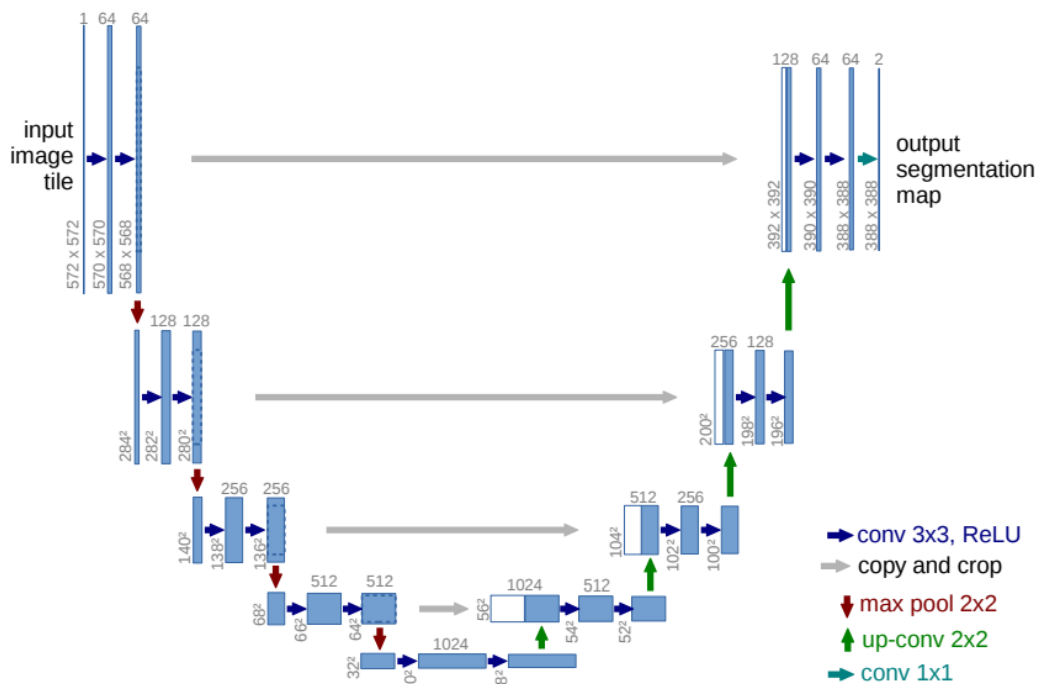 1 64 64
128 64 64 2
input
image
tile
output
segmentation
map
572 x 572
570 x 570
568 x 568
392 x 392
390 x 390
388 x 388
388 x 388
128 128
256 128
284²
282²
280²
200²
198²
196²
256 256
512 256
140²
138²
136²
104²
102²
100²
conv 3x3, ReLU
copy and crop
max pool 2x2
up-conv 2x2
conv 1x1
512 512
1024 512
68²
66²
64²
56²
54²
52²
1024
32²
0²
8²